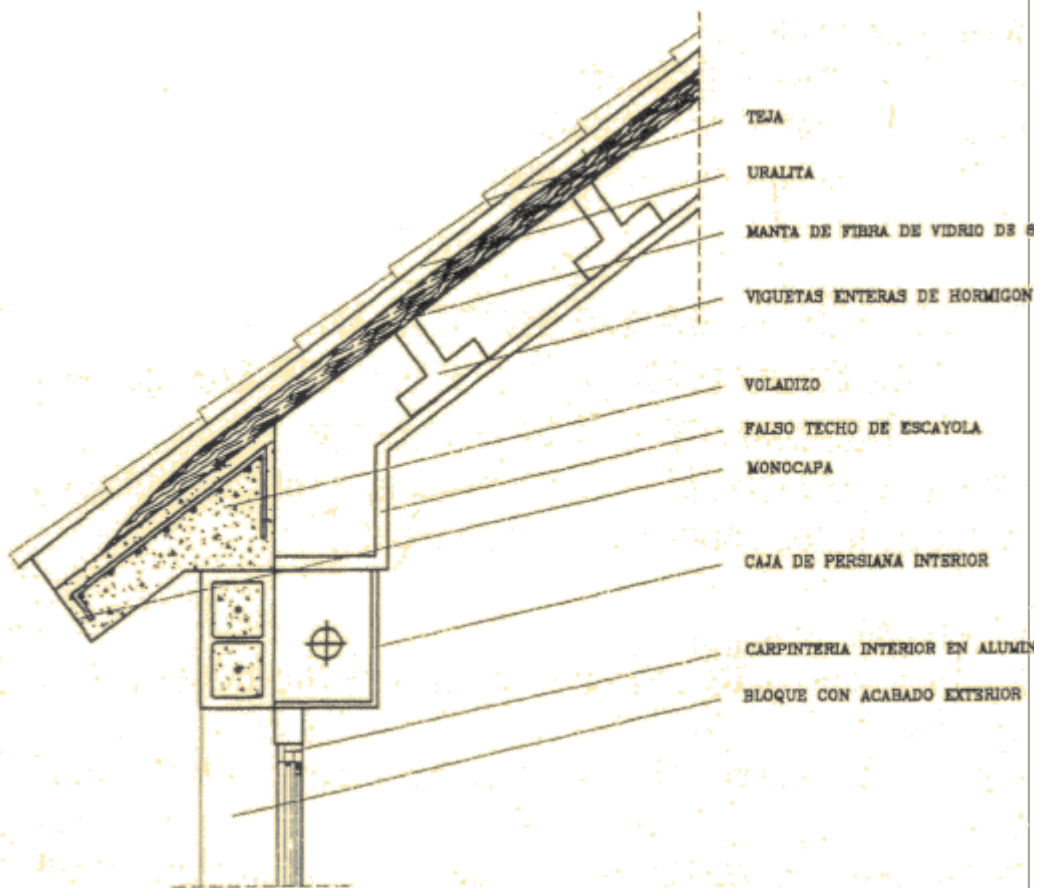 TEJA
URALITA
MANTA DE FIBRA DE VIDRIO DE
VIGUETAS ENTERAS DE HORMIGON
VOLADIZO
FALSO TECHO DE ESCAYOLA
MONOCAPA
CAJA DE PERSIANA INTERIOR
CARPINTERIA INTERIOR EN
BLOQUE CON ACABADO EXTERIOR